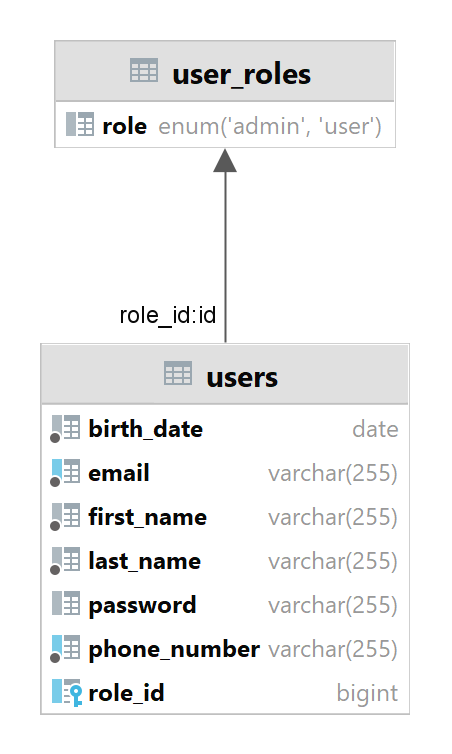 user_roles
role enum('admin', 'user')
role_id:id
users
birth_date date
email varchar(255)
first_name varchar(255)
last_name varchar(255)
password varchar(255)
phone_number varchar(255)
role_id bigint